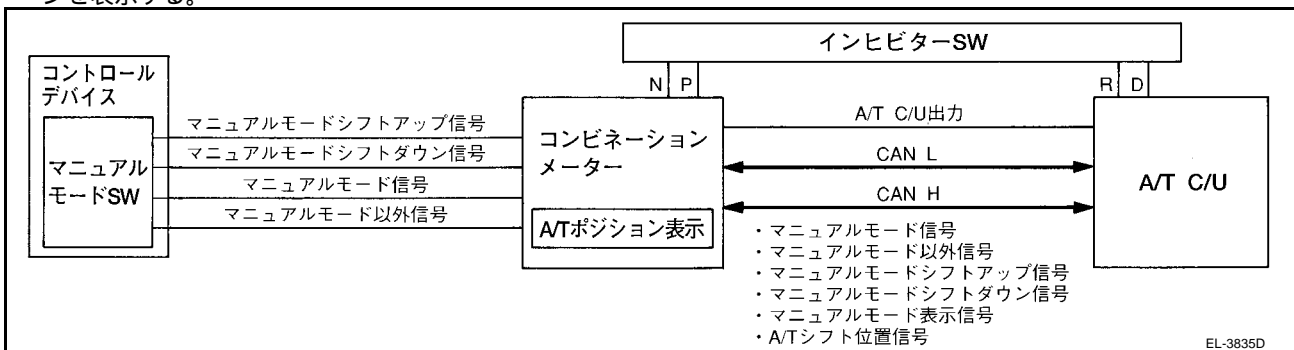 ンを表示する。
インヒビターSW
コントロール
デバイス
マニュアル
モードSW
マニュアルモードシフトアップ信号
マニュアルモードシフトダウン信号
マニュアルモード信号
マニュアルモード以外信号
N P
R D
コンビネーション
メーター
A/Tポジション表示
A/T C/U出力
CAN L
CAN H
A/T C/U
・マニュアルモード信号
・マニュアルモード以外信号
・マニュアルモードシフトアップ信号
・マニュアルモードシフトダウン信号
・マニュアルモード表示信号
・A/Tシフト位置信号
EL-3835D